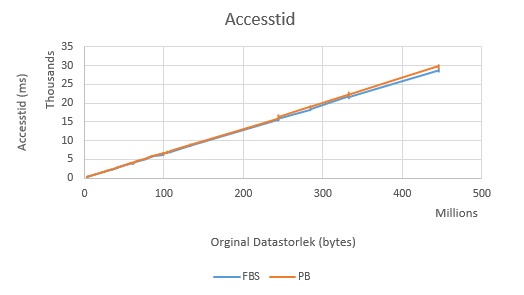 Accesstid
Accesstid (ms)
Thousands
35
30
25
20
15
10
5
0
0 100 200 300 400 500
Millions
Orginal Datastorlek (bytes)
FBS PB